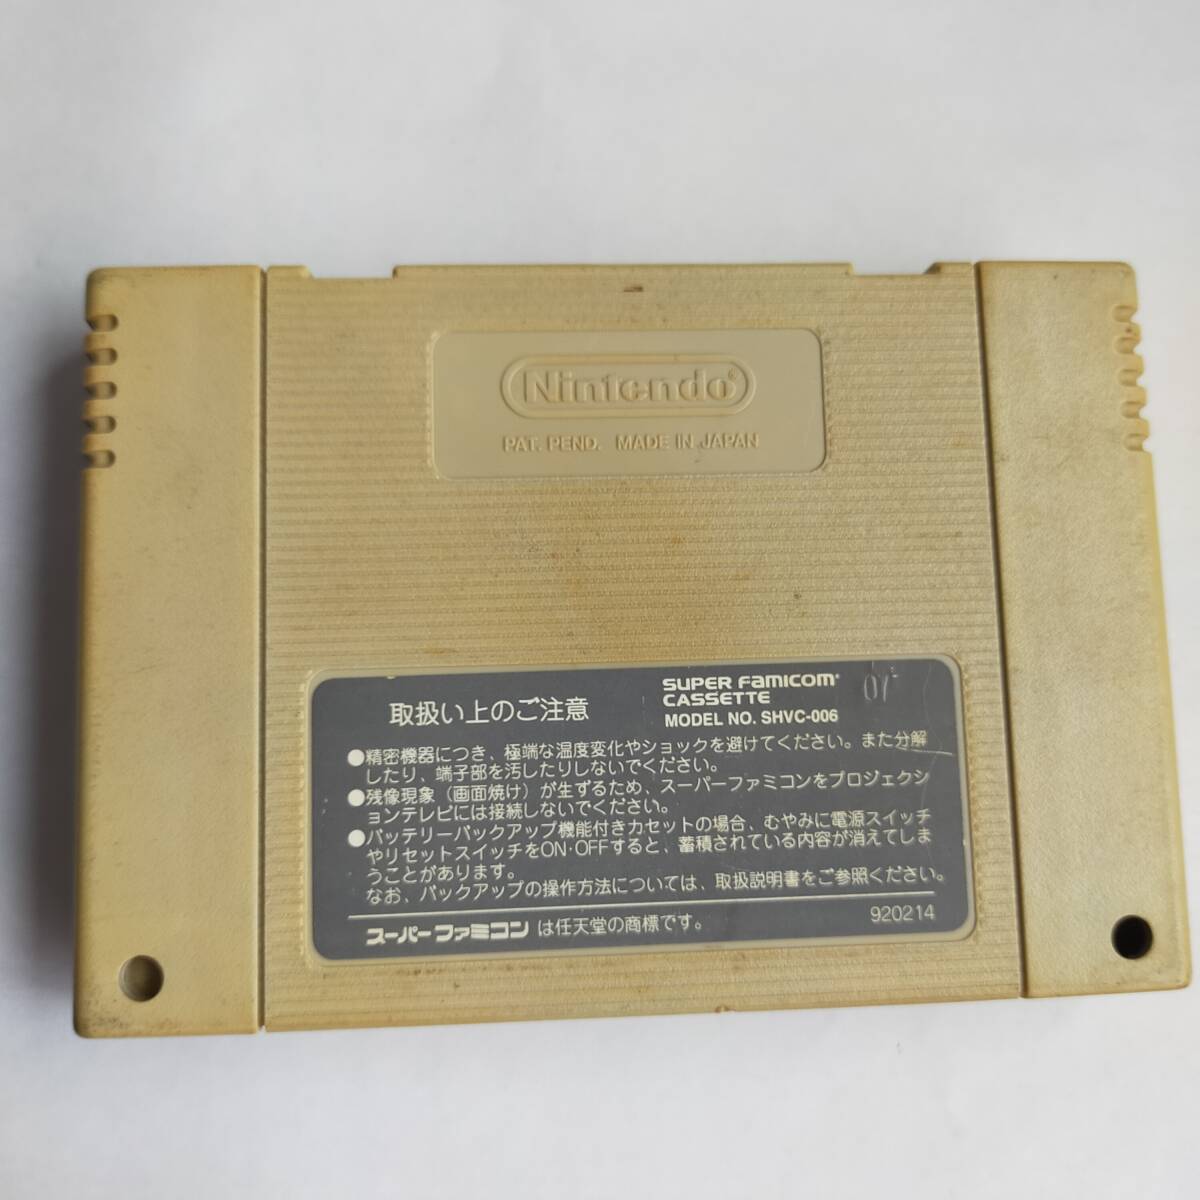 Nintendo®
PAT. PEND. MADE IN JAPAN
取扱い上のご注意
SUPER FAMICOM®
CASSETTE
MODEL NO. SHVC-006
07
●精密機器につき、極端な温度変化やショックを避けてください。また分解
したり、端子部を汚したりしないでください。
●残像現象（画面焼け）が生ずるため、スーパーファミコンをプロジェクシ
ョンテレビには接続しないでください。
●バッテリーバックアップ機能付きカセットの場合、むやみに電源スイッチ
やリセットスイッチをON·OFFすると、蓄積されている内容が消えてしま
うことがあります。
なお、バックアップの操作方法については、取扱説明書をご参照ください。
スーパーファミコン は任天堂の商標です。
920214